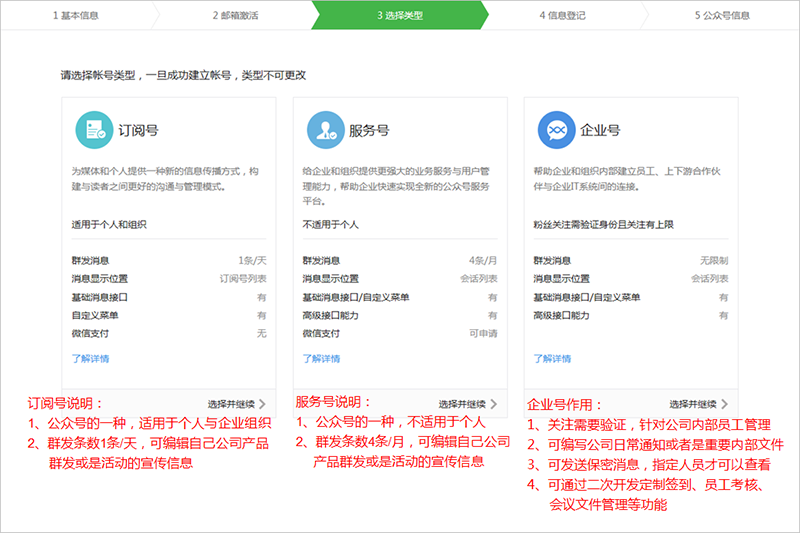 1 基本信息
2 邮箱激活
3 选择类型
4 信息登记
5 公众号信息
请选择帐号类型，一旦成功建立帐号，类型不可更改
订阅号
为媒体和个人提供一种新的信息传播方式，构
建与读者之间更好的沟通与管理模式。
适用于个人和组织
群发消息 1条/天
消息显示位置 订阅号列表
基础消息接口 有
自定义菜单 有
微信支付 无
了解详情
选择并继续
订阅号说明：
1、公众号的一种，适用于个人与企业组织
2、群发条数1条/天，可编辑自己公司产品
群发或是活动的宣传信息
服务号
给企业和组织提供更强大的业务服务与用户管
理能力，帮助企业快速实现全新的公众号服务
平台。
不适用于个人
群发消息 4条/月
消息显示位置 会话列表
基础消息接口/自定义菜单 有
高级接口能力 有
微信支付 可申请
了解详情
选择并继续
服务号说明：
1、公众号的一种，不适用于个人
2、群发条数4条/月，可编辑自己公司
产品群发或是活动的宣传信息
企业号
帮助企业和组织内部建立员工、上下游合作伙
伴与企业IT系统间的连接。
粉丝关注需验证身份且关注有上限
群发消息 无限制
消息显示位置 会话列表
基础消息接口/自定义菜单 有
高级接口能力 有
了解详情
选择并继续
企业号作用：
1、关注需要验证，针对公司内部员工管理
2、可编写公司日常通知或者是重要内部文件
3、可发送保密消息，指定人员才可以查看
4、可通过二次开发定制签到、员工考核、
会议文件管理等功能